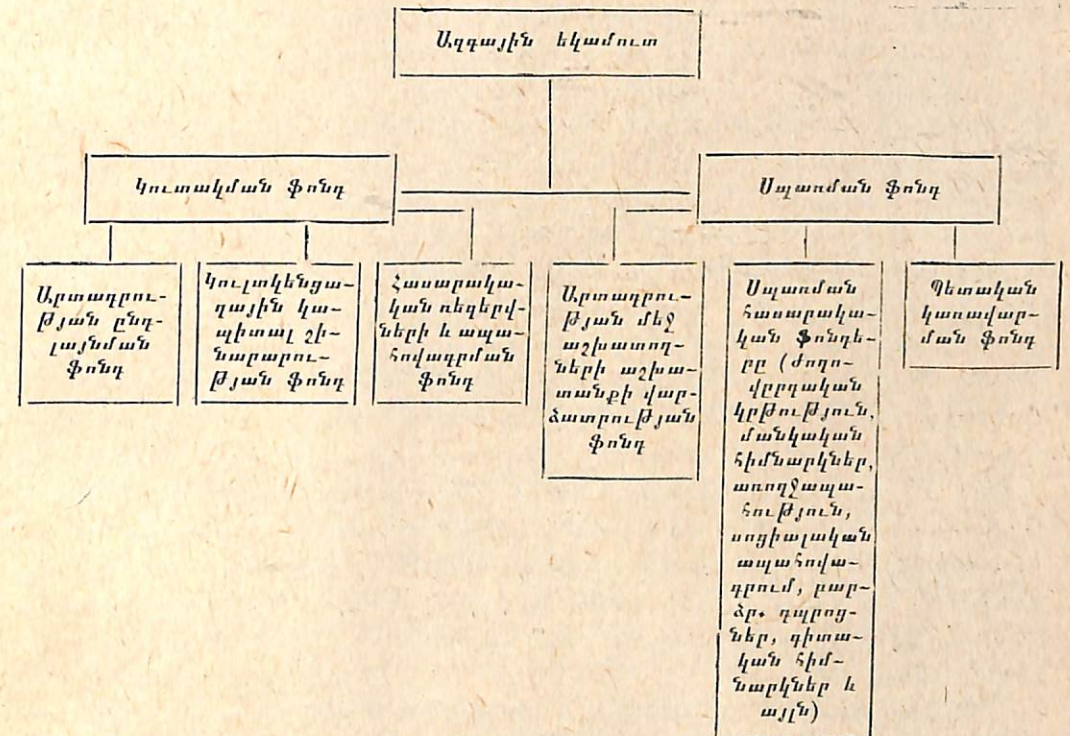 Ազգային եկամուտ
Կուտակման ֆոնդ
Սպառման ֆոնդ
Արտադրու-
թյան ընդ-
լայնման
ֆոնդ
Կուլտկենցա-
ղային կա-
պիտալ շի-
նարարու-
թյան ֆոնդ
Հասարակա-
կան ռեզերվ-
ների և ապա-
հովագրման
ֆոնդ
Արտադրու-
թյան մեջ
աշխատող-
ների աշխա-
տանքի վար-
ձատրության
ֆոնդ
Սպառման
հասարակա-
կան ֆոնդե-
րը (ժողո-
վըրդական
կրթություն,
մանկական
հիմնարկներ,
առողջապա-
հություն,
սոցիալական
ապահովա-
գրում, բար-
ձր. դպրոց-
ներ, գիտա-
կան հիմ-
նարկներ և
այլն)
Պետական
կառավար-
ման ֆոնդ